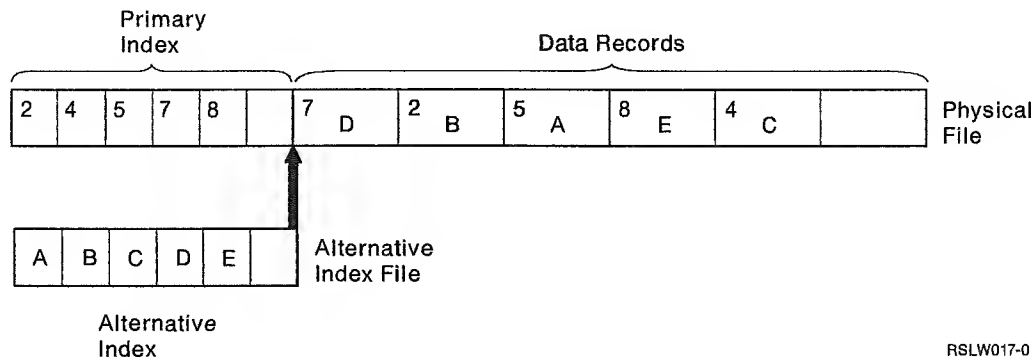 Primary
Index
Data Records
2 4 5 7 8 7 D 2 B 5 A 8 E 4 C
Physical
File
A B C D E
Alternative
Index File
Alternative
Index
RSLW017-0